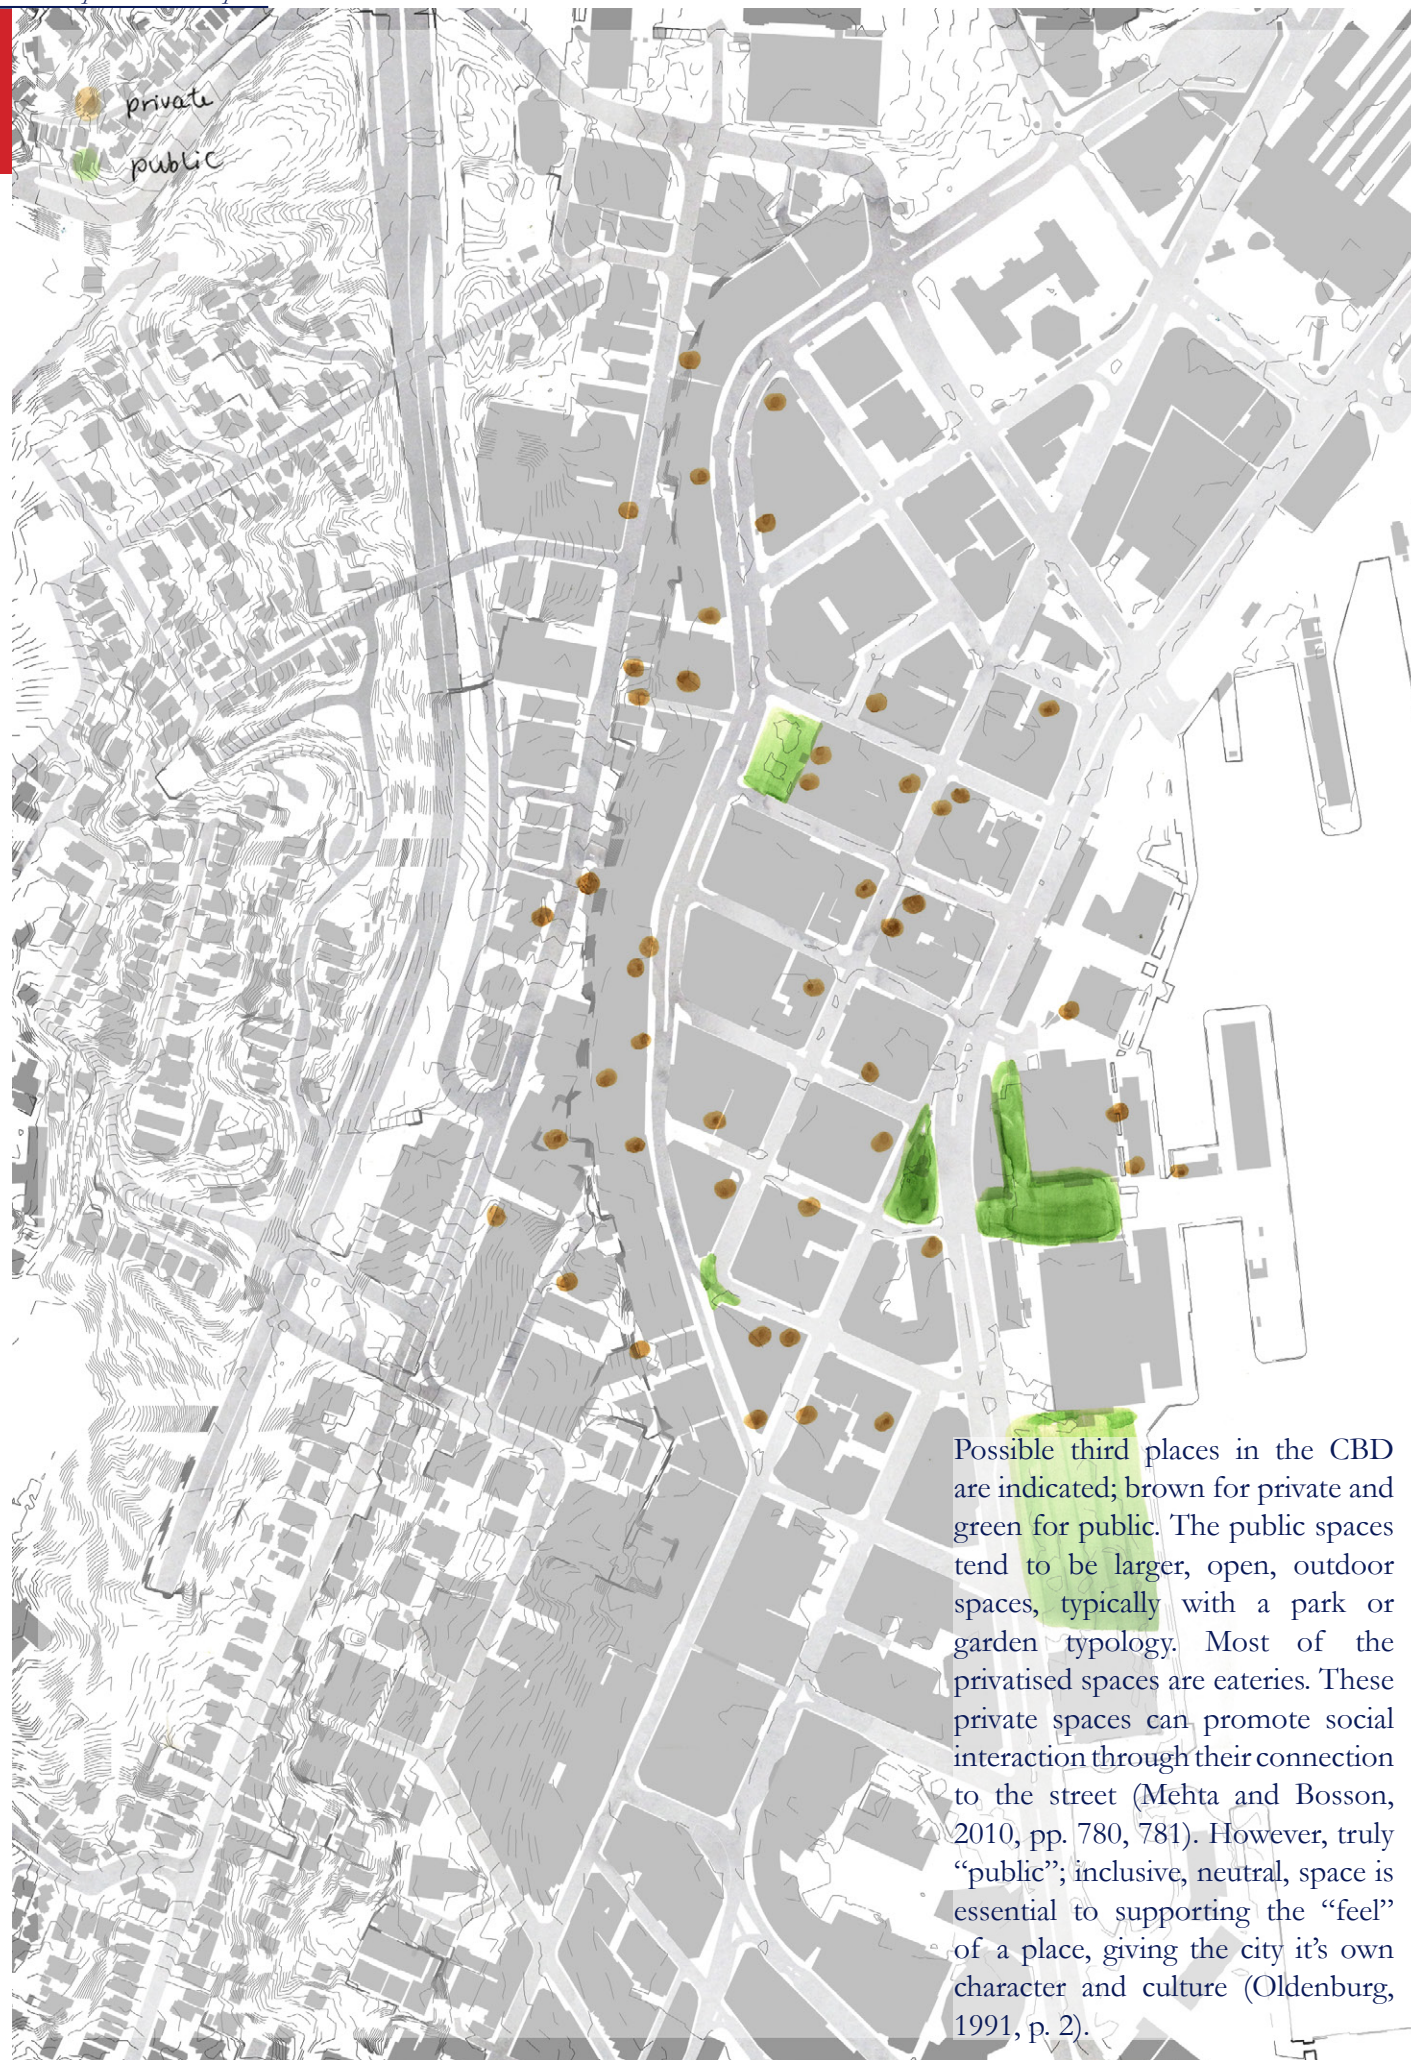 private
public
Possible third places in the CBD
are indicated; brown for private and
green for public. The public spaces
tend to be larger, open, outdoor
spaces, typically with a park or
garden typology. Most of the
privatised spaces are eateries. These
private spaces can promote social
interaction through their connection
to the street (Mehta and Bosson,
2010, pp. 780, 781). However, truly
“public”; inclusive, neutral, space is
essential to supporting the “feel”
of a place, giving the city it’s own
character and culture (Oldenburg,
1991, p. 2).